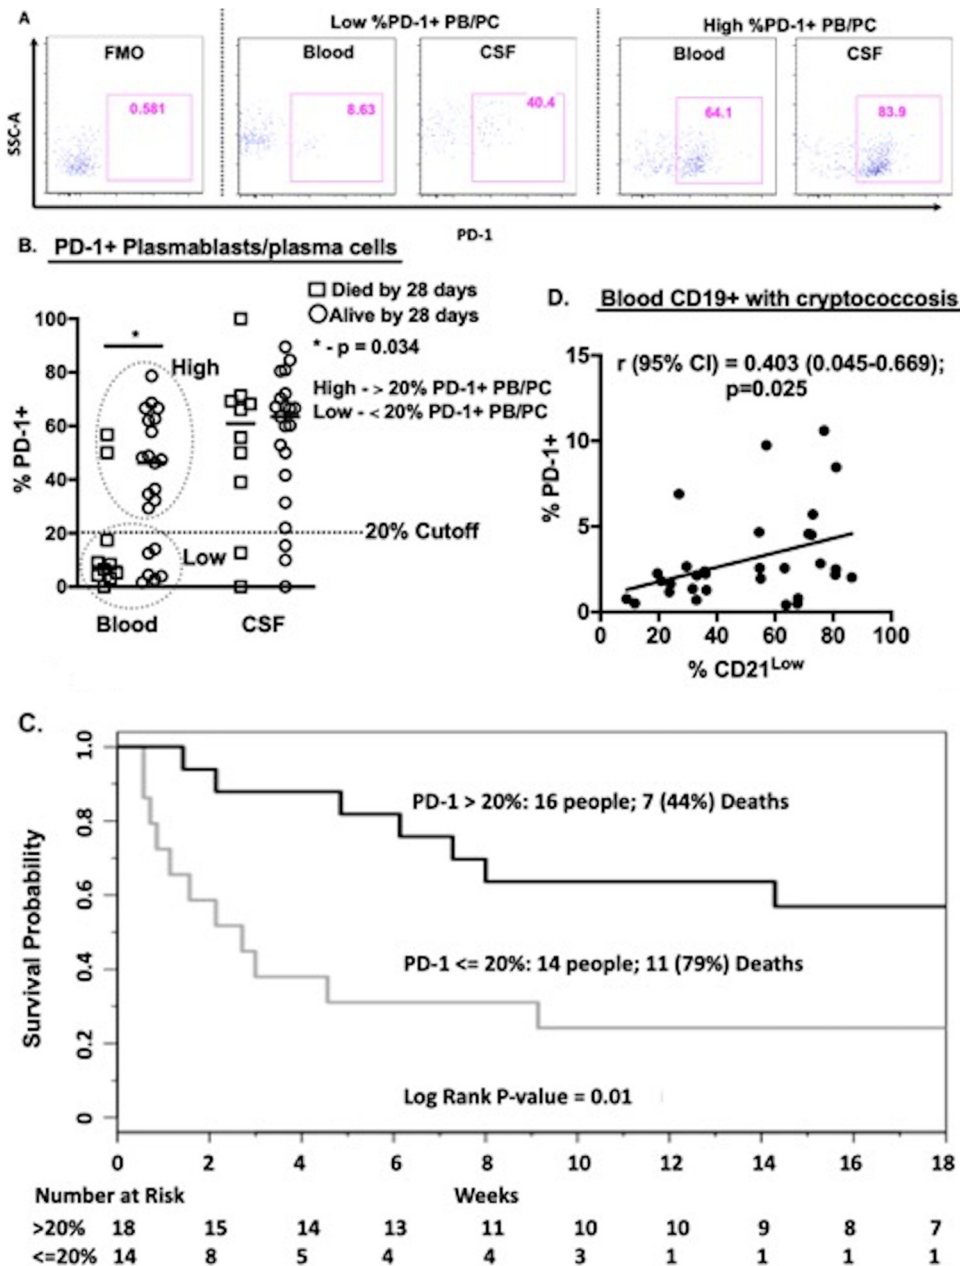 A
Low %PD-1+ PB/PC
High %PD-1+ PB/PC
FMO
Blood
CSF
Blood
CSF
0.581
8.63
40.4
64.1
83.9
SSC-A
PD-1
B. PD-1+ Plasmablasts/plasma cells
Died by 28 days
Alive by 28 days
* - p = 0.034
High - > 20% PD-1+ PB/PC
Low - < 20% PD-1+ PB/PC
*
High
Low
20% Cutoff
% PD-1+
100
80
60
40
20
0
Blood
CSF
D. Blood CD19+ with cryptococcosis
r (95% CI) = 0.403 (0.045-0.669);
p=0.025
% PD-1+
15
10
5
0
0 20 40 60 80 100
% CD21Low
C.
Survival Probability
1.0
0.8
0.6
0.4
0.2
0
PD-1 > 20%: 16 people; 7 (44%) Deaths
PD-1 <= 20%: 14 people; 11 (79%) Deaths
Log Rank P-value = 0.01
0 2 4 6 8 10 12 14 16 18
Number at Risk
Weeks
>20% 18 15 14 13 11 10 10 9 8 7
<=20% 14 8 5 4 4 3 1 1 1 1